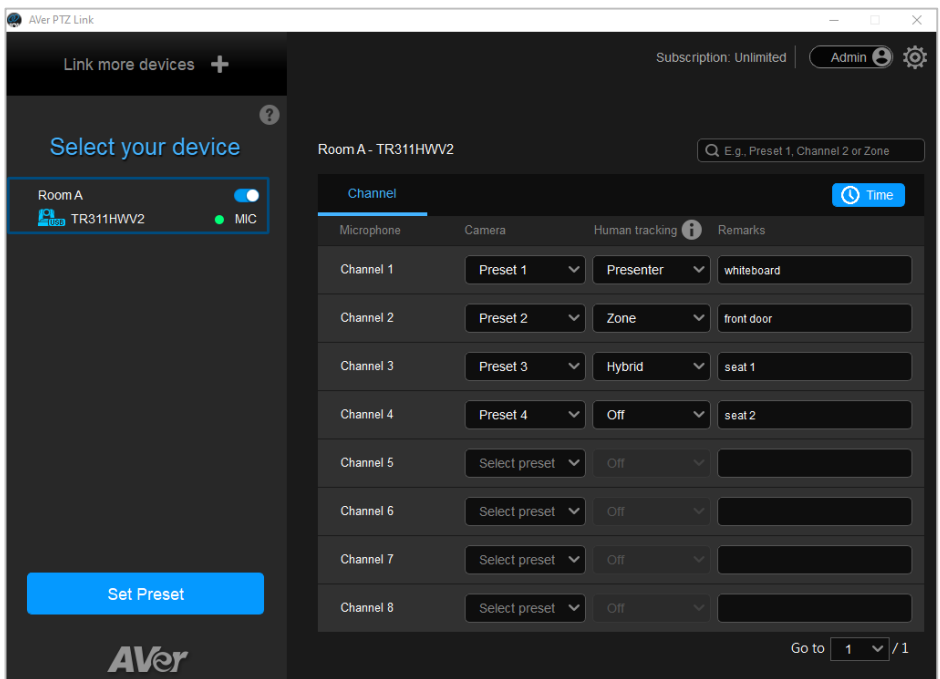 AVer PTZ Link
Link more devices
Subscription: Unlimited
Admin
?
Select your device
Room A - TR311HWV2
E.g., Preset 1, Channel 2 or Zone
Room A
USB TR311HWV2 MIC
Channel
Time
Microphone Camera Human tracking i Remarks
Channel 1 Preset 1 Presenter whiteboard
Channel 2 Preset 2 Zone front door
Channel 3 Preset 3 Hybrid seat 1
Channel 4 Preset 4 Off seat 2
Channel 5 Select preset Off
Channel 6 Select preset Off
Channel 7 Select preset Off
Channel 8 Select preset Off
Set Preset
Go to 1 / 1
AVer